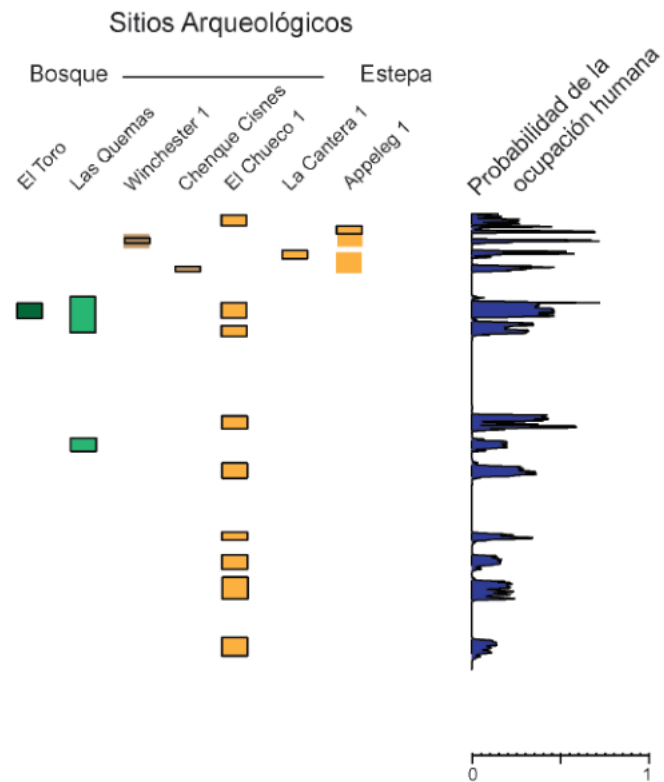 Sitios Arqueológicos
Bosque
Estepa
El Toro
Las Quemas
Winchester 1
Chenque Cisnes
El Chueco 1
La Cantera 1
Appeleg 1
Probabilidad de la
ocupación humana
0
1